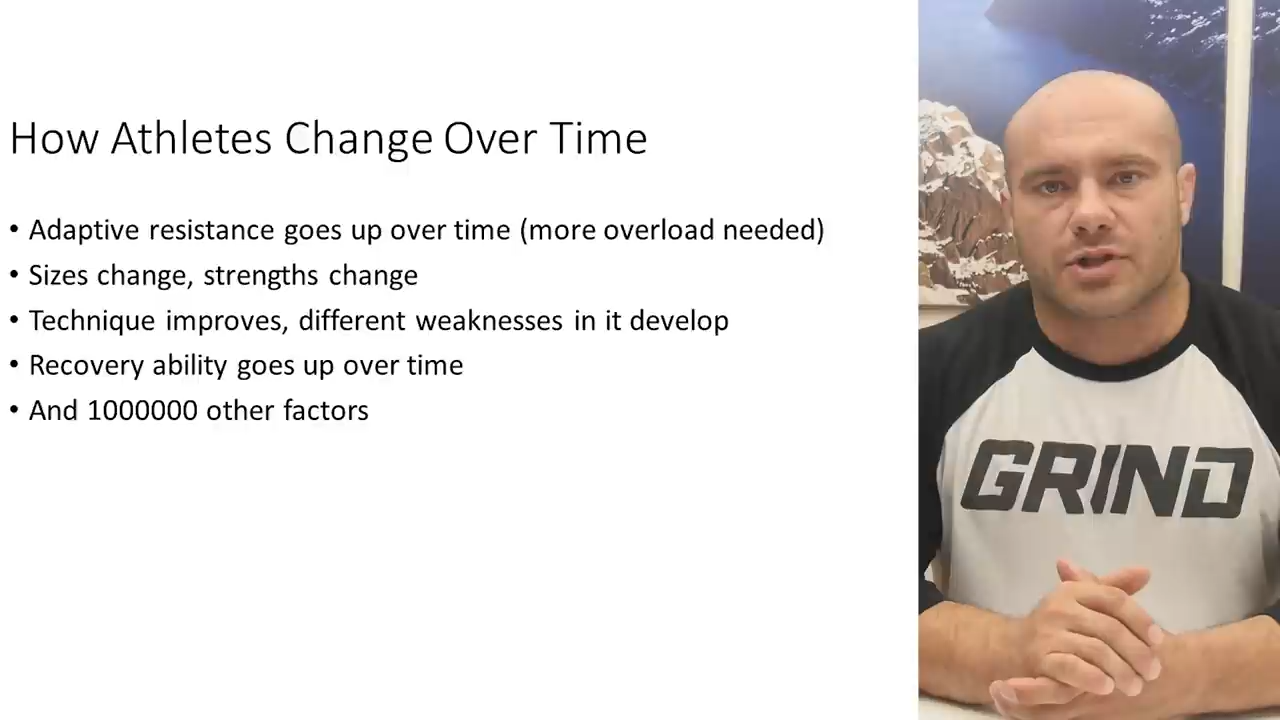 How Athletes Change Over Time
• Adaptive resistance goes up over time (more overload needed)
• Sizes change, strengths change
• Technique improves, different weaknesses in it develop
• Recovery ability goes up over time
• And 1000000 other factors
GRIND